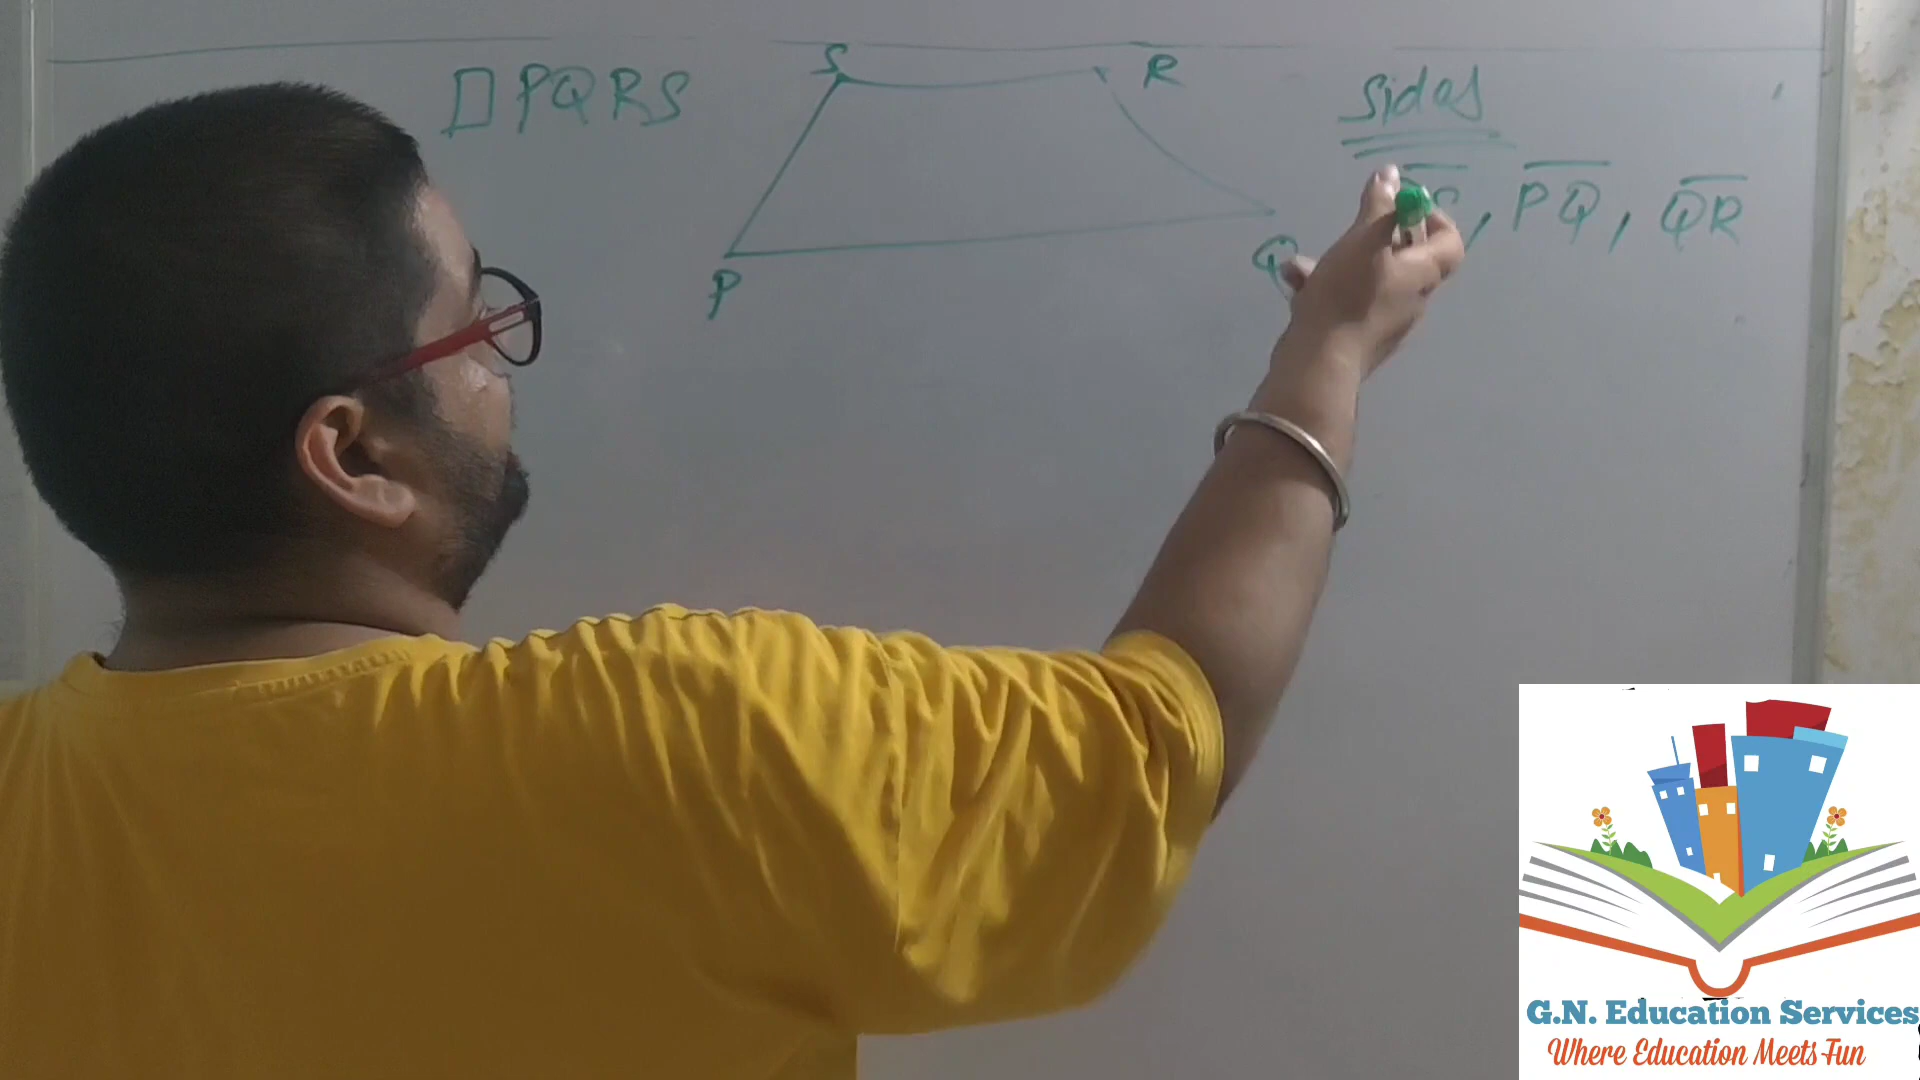 □ PQRS
S
R
P
Q
Sides
S, PQ, QR
G.N. Education Services
Where Education Meets Fun